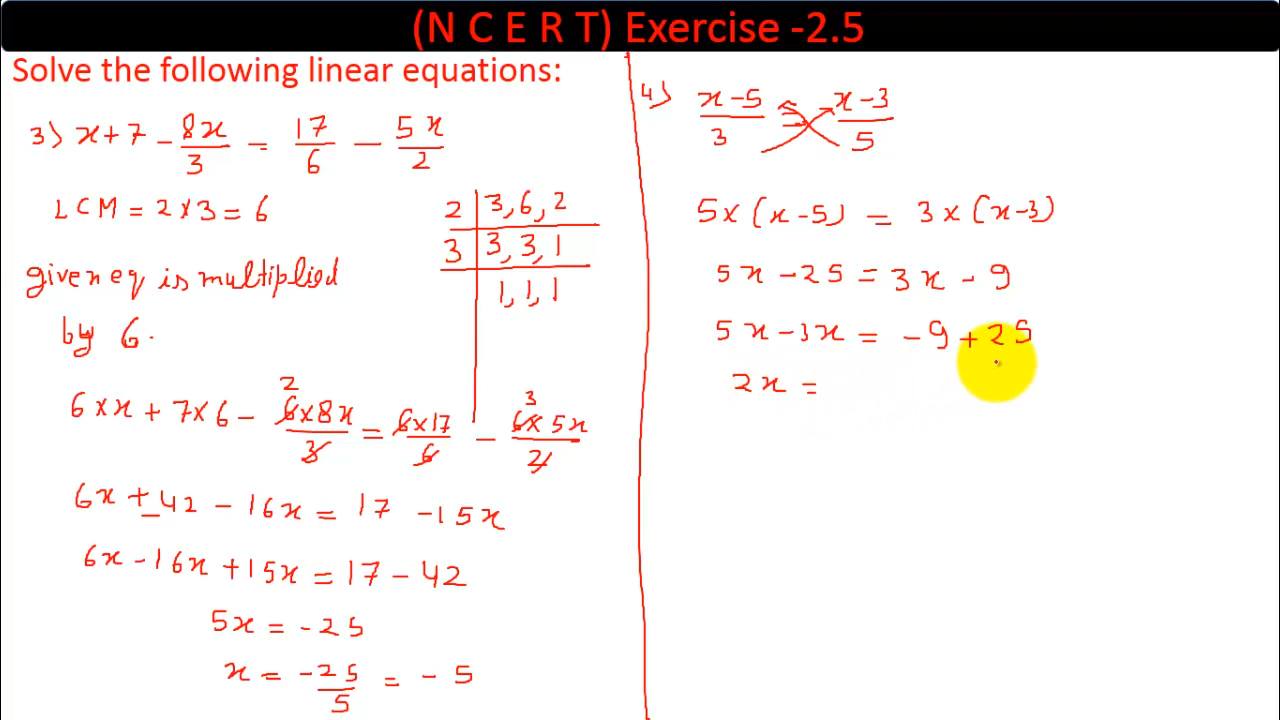 (N C E R T) Exercise -2.5
Solve the following linear equations:
3) x+7 - 8x/3 = 17/6 - 5x/2
LCM = 2×3 = 6
2 | 3, 6, 2
3 | 3, 3, 1
1, 1, 1
given eq is multiplied
by 6.
6×x + 7×6 - 6×8x/3 = 6×17/6 - 6×5x/2
2
3
6x + 42 - 16x = 17 - 15x
6x - 16x + 15x = 17 - 42
5x = -25
x = -25/5 = -5
4) x-5/3 = x-3/5
5×(x-5) = 3×(x-3)
5x - 25 = 3x - 9
5x - 3x = -9 + 25
2x =